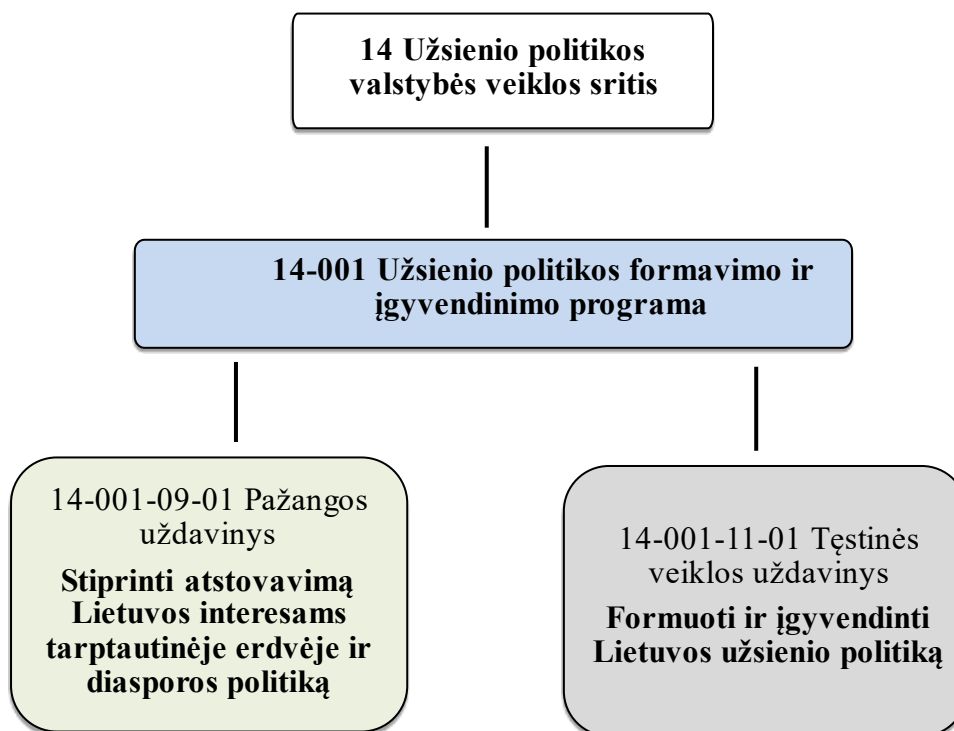 14 Užsienio politikos
valstybės veiklos sritis
14-001 Užsienio politikos formavimo ir
įgyvendinimo programa
14-001-09-01 Pažangos
uždavinys
Stiprinti atstovavimą
Lietuvos interesams
tarptautinėje erdvėje ir
diasporos politiką
14-001-11-01 Tęstinės
veiklos uždavinys
Formuoti ir įgyvendinti
Lietuvos užsienio politiką